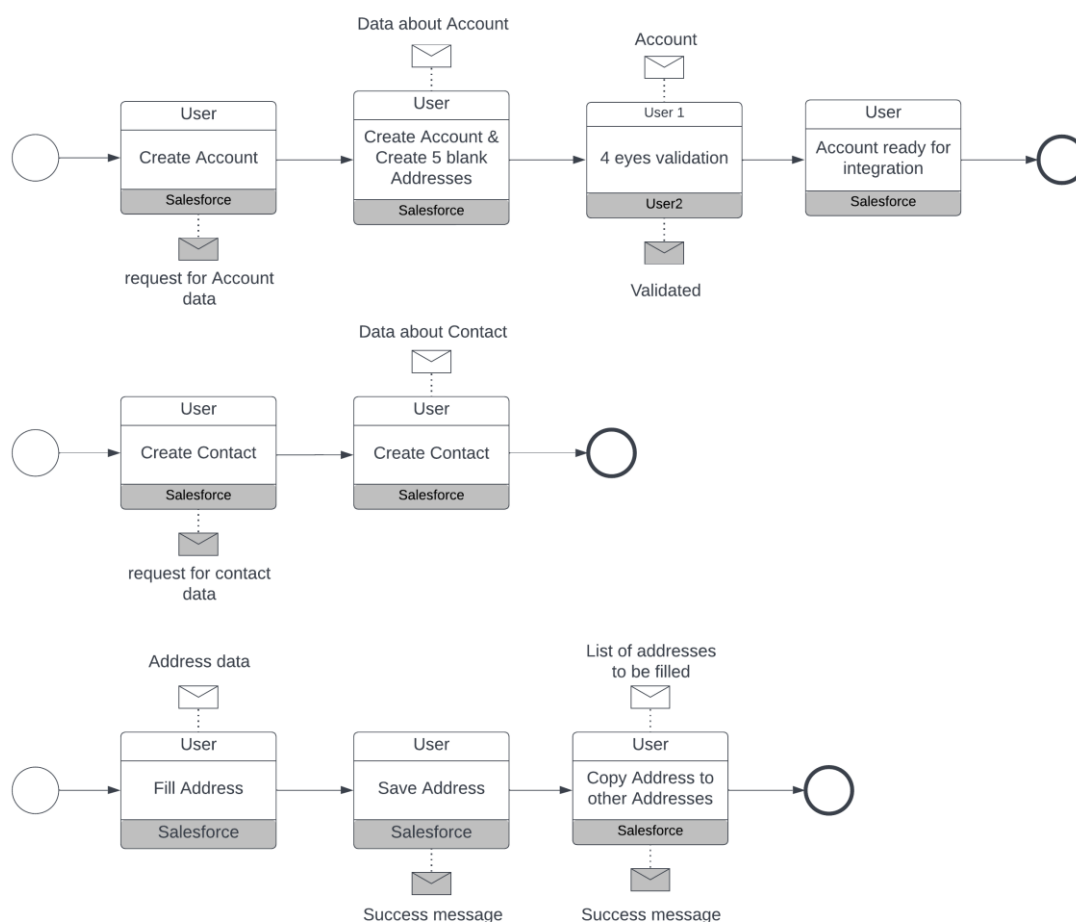 Data about Account
Account
User
Create Account
Salesforce
request for Account
data
User
Create Account &
Create 5 blank
Addresses
Salesforce
User 1
4 eyes validation
User2
Validated
User
Account ready for
integration
Salesforce
Data about Contact
User
Create Contact
Salesforce
request for contact
data
User
Create Contact
Salesforce
Address data
List of addresses
to be filled
User
Fill Address
Salesforce
User
Save Address
Salesforce
Success message
User
Copy Address to
other Addresses
Salesforce
Success message